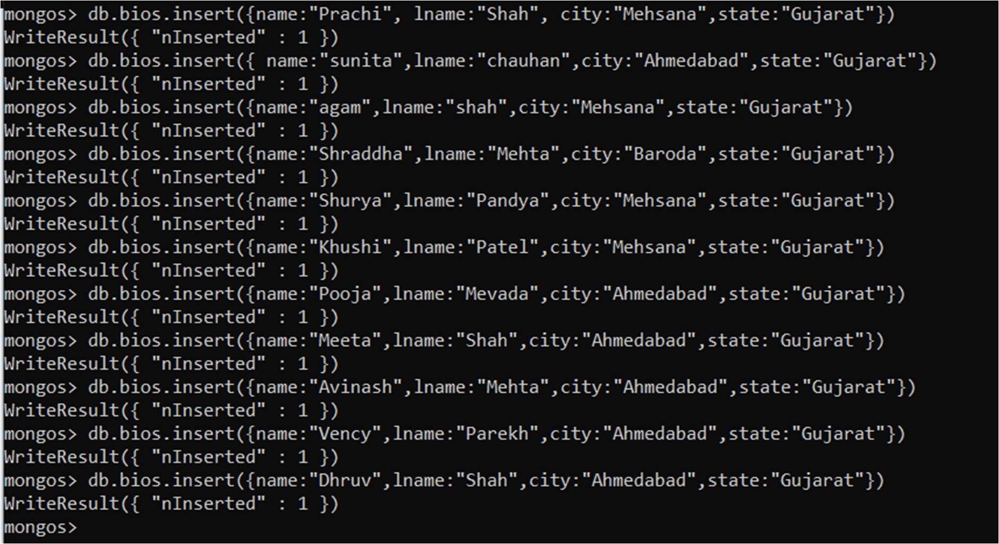 mongos> db.bios.insert({name:"Prachi", lname:"Shah", city:"Mehsana",state:"Gujarat"})
WriteResult({ "nInserted" : 1 })
mongos> db.bios.insert({ name:"sunita",lname:"chauhan",city:"Ahmedabad",state:"Gujarat"})
WriteResult({ "nInserted" : 1 })
mongos> db.bios.insert({name:"agam",lname:"shah",city:"Mehsana",state:"Gujarat"})
WriteResult({ "nInserted" : 1 })
mongos> db.bios.insert({name:"Shraddha",lname:"Mehta",city:"Baroda",state:"Gujarat"})
WriteResult({ "nInserted" : 1 })
mongos> db.bios.insert({name:"Shurya",lname:"Pandya",city:"Mehsana",state:"Gujarat"})
WriteResult({ "nInserted" : 1 })
mongos> db.bios.insert({name:"Khushi",lname:"Patel",city:"Mehsana",state:"Gujarat"})
WriteResult({ "nInserted" : 1 })
mongos> db.bios.insert({name:"Pooja",lname:"Mevada",city:"Ahmedabad",state:"Gujarat"})
WriteResult({ "nInserted" : 1 })
mongos> db.bios.insert({name:"Meeta",lname:"Shah",city:"Ahmedabad",state:"Gujarat"})
WriteResult({ "nInserted" : 1 })
mongos> db.bios.insert({name:"Avinash",lname:"Mehta",city:"Ahmedabad",state:"Gujarat"})
WriteResult({ "nInserted" : 1 })
mongos> db.bios.insert({name:"Vency",lname:"Parekh",city:"Ahmedabad",state:"Gujarat"})
WriteResult({ "nInserted" : 1 })
mongos> db.bios.insert({name:"Dhruv",lname:"Shah",city:"Ahmedabad",state:"Gujarat"})
WriteResult({ "nInserted" : 1 })
mongos>